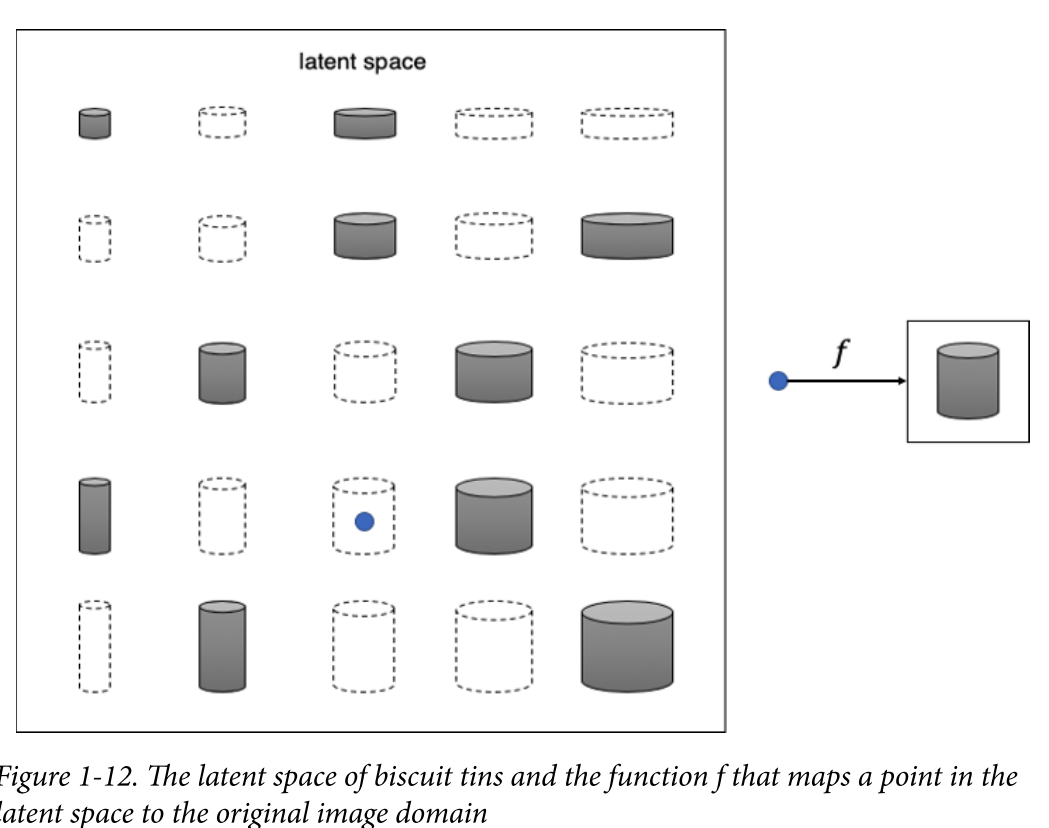 latent space
f
Figure 1-12. The latent space of biscuit tins and the function f that maps a point in the
latent space to the original image domain